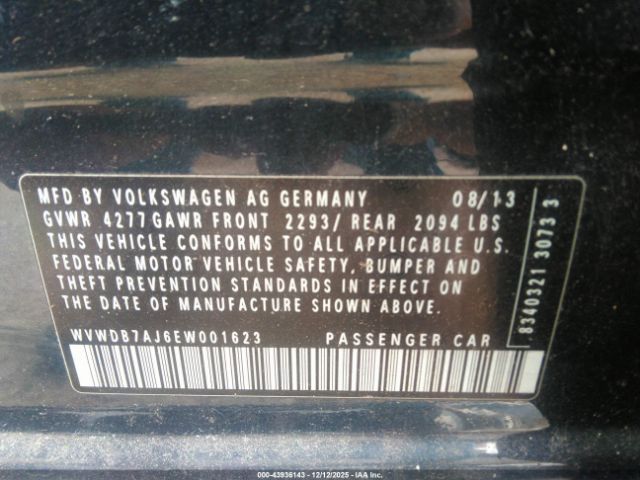 MFD BY VOLKSWAGEN AG GERMANY 08/13
GVWR 4277 GAWR FRONT 2293/ REAR 2094 LBS
THIS VEHICLE CONFORMS TO ALL APPLICABLE U.S.
FEDERAL MOTOR VEHICLE SAFETY, BUMPER AND
THEFT PREVENTION STANDARDS IN EFFECT ON
THE DATE OF MANUFACTURE SHOWN ABOVE.
WVWDB7AJ6EW001623 PASSENGER CAR
8340321 3073 3
000-43936143 - 12/12/2025 - IAA Inc.